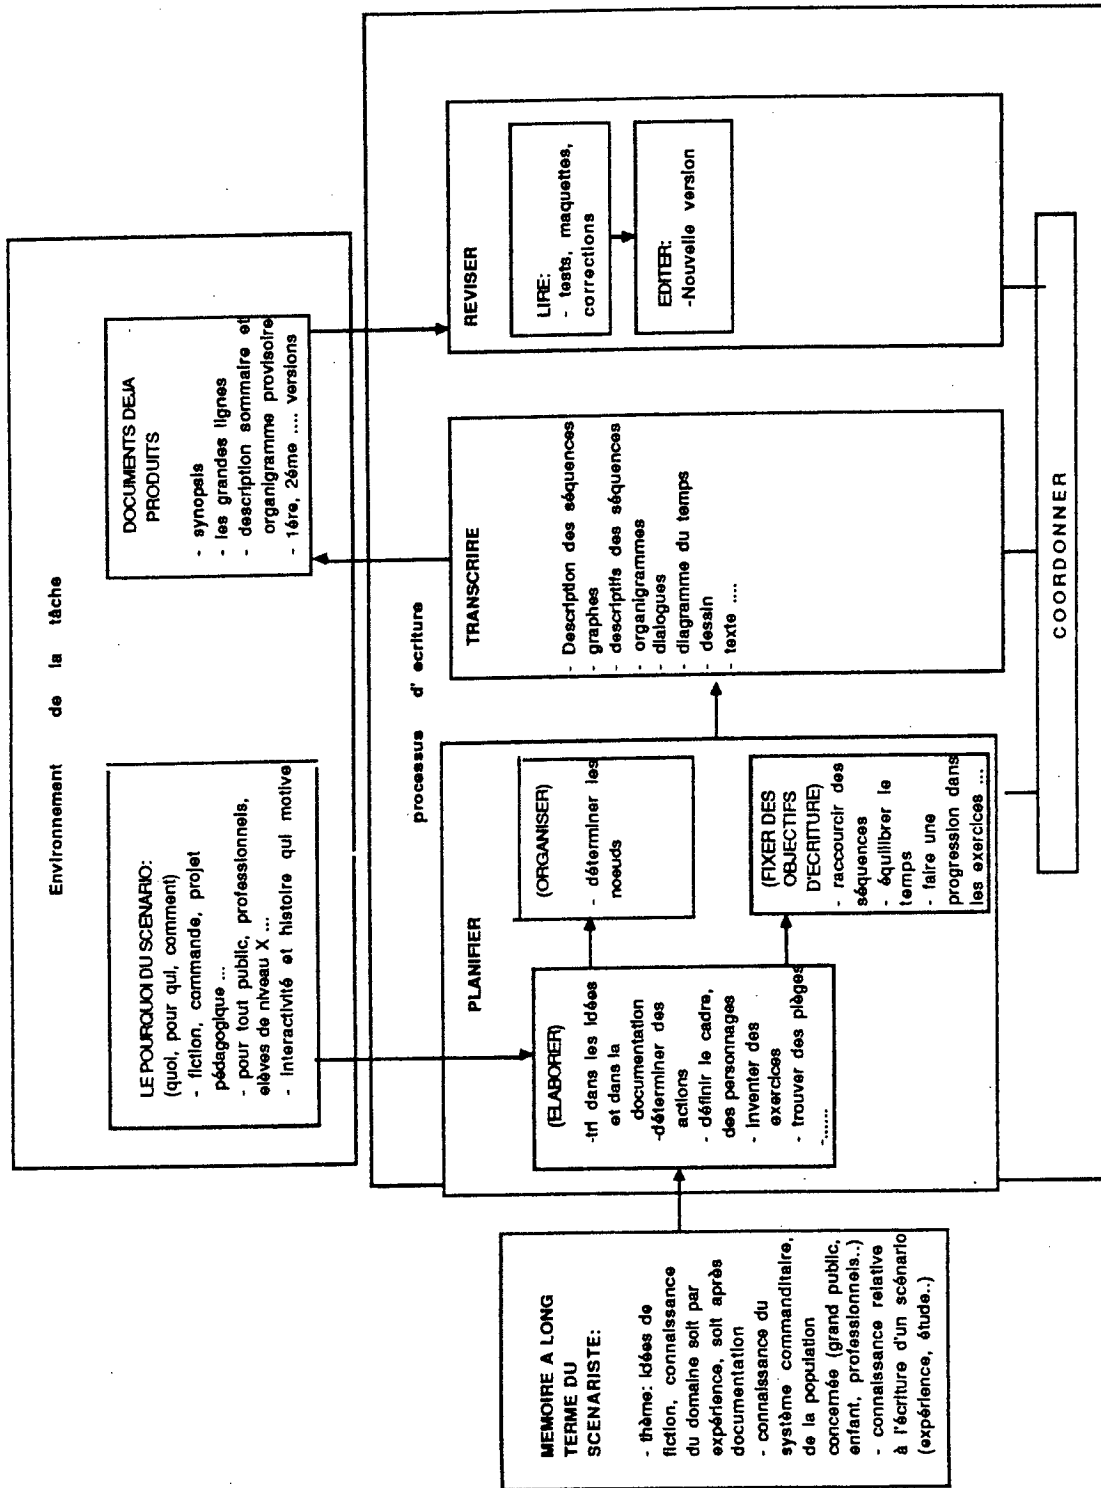 Environnement de la tâche
LE POURQUOI DU SCENARIO:
(quoi, pour qui, comment)
- fiction, commande, projet
pédagogique ...
- pour tout public, professionnels,
elèves de niveau X ...
- interactivité et histoire qui motive
DOCUMENTS DEJA
PRODUITS
- synopsis
- les grandes lignes
- description sommaire et
organigramme provisoire
- 1ére, 2éme .... versions
processus d' ecriture
MEMOIRE A LONG
TERME DU
SCENARISTE:
- thème: idées de
fiction, connaissance
du domaine soit par
expérience, soit après
documentation
- connaissance du
système commanditaire,
de la population
concernée (grand public,
enfant, professionnels..)
- connaissance relative
à l'écriture d'un scénario
(expérience, étude..)
PLANIFIER
(ELABORER)
-tri dans les idées
et dans la
documentation
-déterminer des
actions
- définir le cadre,
des personnages
- inventer des
exercices
- trouver des pièges
-......
(ORGANISER)
- déterminer les
noeuds
(FIXER DES
OBJECTIFS
D'ECRITURE)
- raccourcir des
séquences
- équilibrer le
temps
- faire une
progression dans
les exercices ...
TRANSCRIRE
- Description des séquences
- graphes
- descriptifs des séquences
- organigrammes
- dialogues
- diagramme du temps
- dessin
- texte ....
REVISER
LIRE:
- tests, maquettes,
corrections
EDITER:
-Nouvelle version
COORDONNER